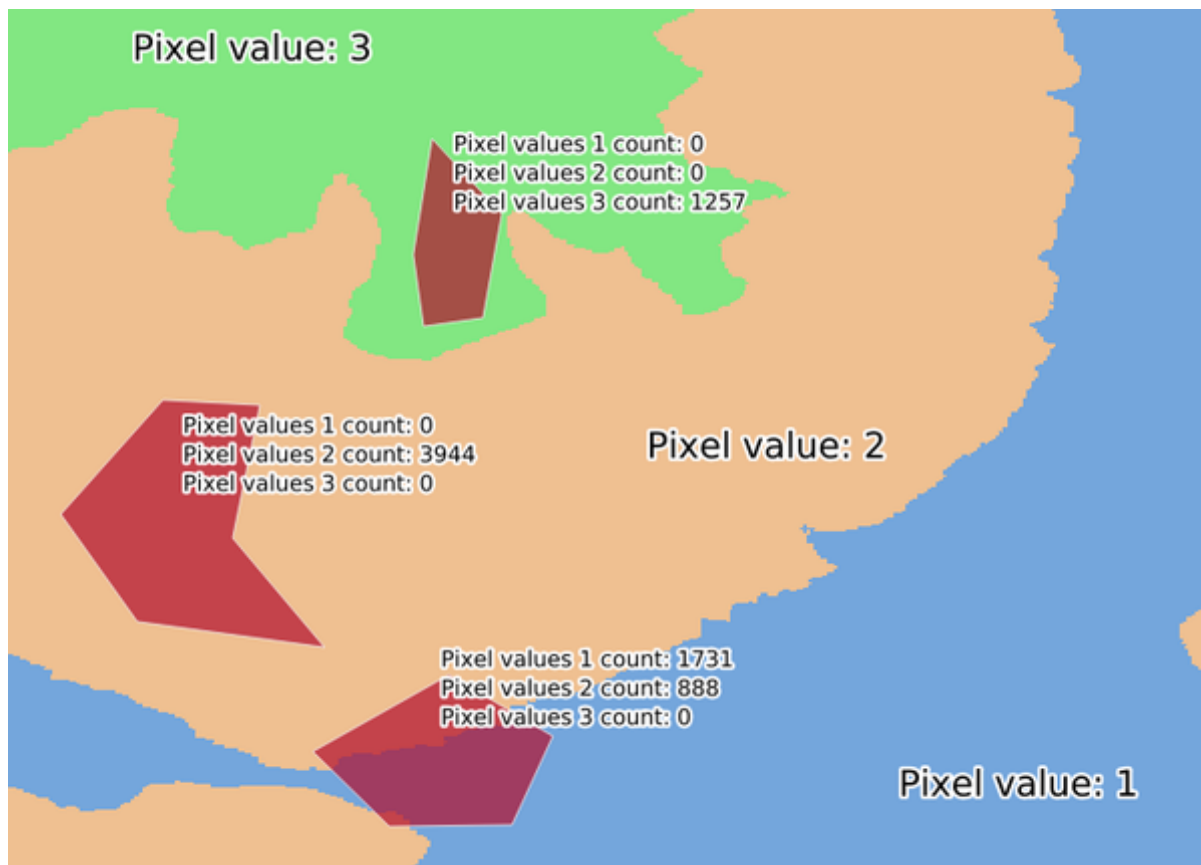 Pixel value: 3
Pixel values 1 count: 0
Pixel values 2 count: 0
Pixel values 3 count: 1257
Pixel values 1 count: 0
Pixel values 2 count: 3944
Pixel values 3 count: 0
Pixel value: 2
Pixel values 1 count: 1731
Pixel values 2 count: 888
Pixel values 3 count: 0
Pixel value: 1